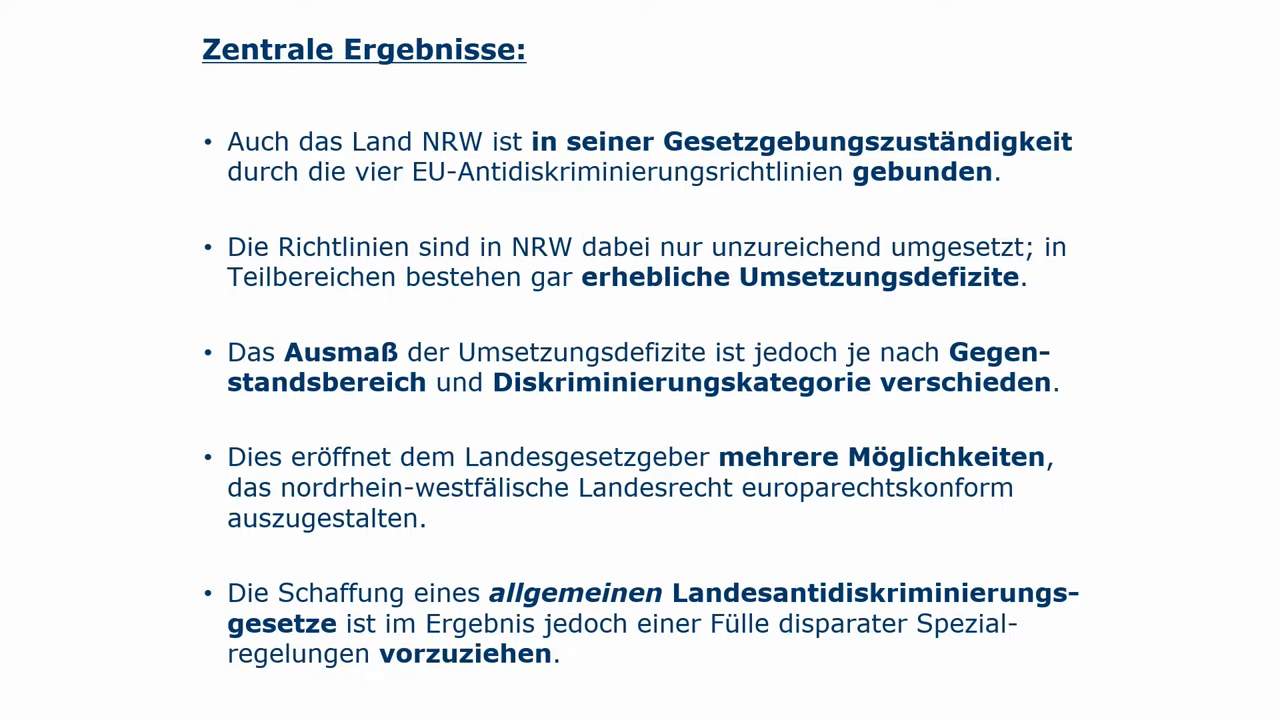 Zentrale Ergebnisse:
• Auch das Land NRW ist in seiner Gesetzgebungszuständigkeit
durch die vier EU-Antidiskriminierungsrichtlinien gebunden.
• Die Richtlinien sind in NRW dabei nur unzureichend umgesetzt; in
Teilbereichen bestehen gar erhebliche Umsetzungsdefizite.
• Das Ausmaß der Umsetzungsdefizite ist jedoch je nach Gegen-
standsbereich und Diskriminierungskategorie verschieden.
• Dies eröffnet dem Landesgesetzgeber mehrere Möglichkeiten,
das nordrhein-westfälische Landesrecht europarechtskonform
auszugestalten.
• Die Schaffung eines allgemeinen Landesantidiskriminierungs-
gesetze ist im Ergebnis jedoch einer Fülle disparater Spezial-
regelungen vorzuziehen.